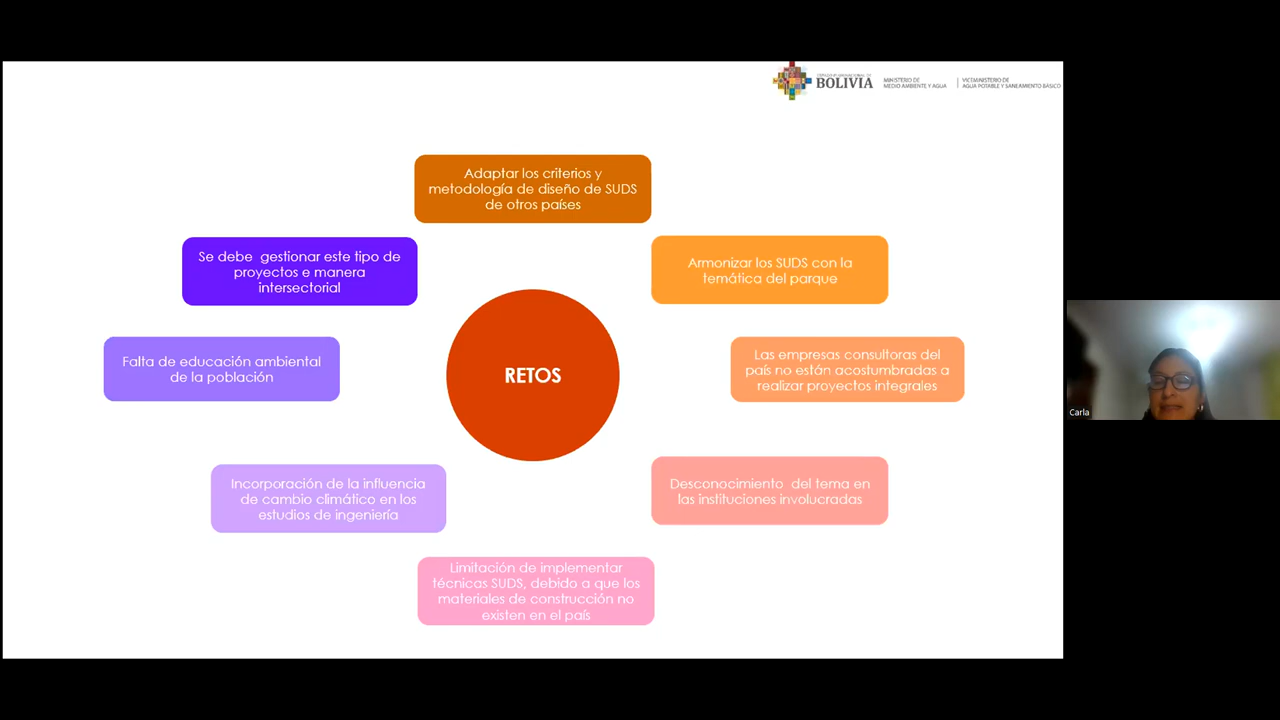 BOLIVIA
MINISTERIO DE
MEDIO AMBIENTE Y AGUA
VICEMINISTERIO DE
AGUA POTABLE Y SANEAMIENTO BÁSICO
Adaptar los criterios y
metodología de diseño de SUDS
de otros países
Se debe  gestionar este tipo de
proyectos e manera
intersectorial
Armonizar los SUDS con la
temática del parque
Falta de educación ambiental
de la población
RETOS
Las empresas consultoras del
país no están acostumbradas a
realizar proyectos integrales
Carla
Incorporación de la influencia
de cambio climático en los
estudios de ingeniería
Desconocimiento  del tema en
las instituciones involucradas
Limitación de implementar
técnicas SUDS, debido a que los
materiales de construcción no
existen en el país